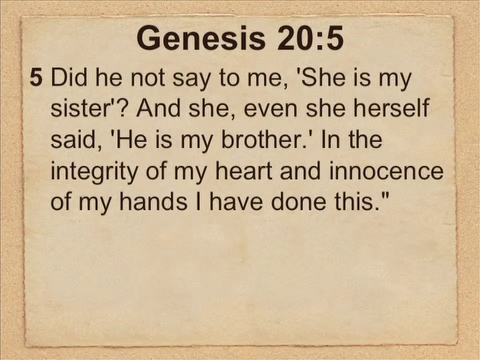 Genesis 20:5
5 Did he not say to me, 'She is my
sister'? And she, even she herself
said, 'He is my brother.' In the
integrity of my heart and innocence
of my hands I have done this."